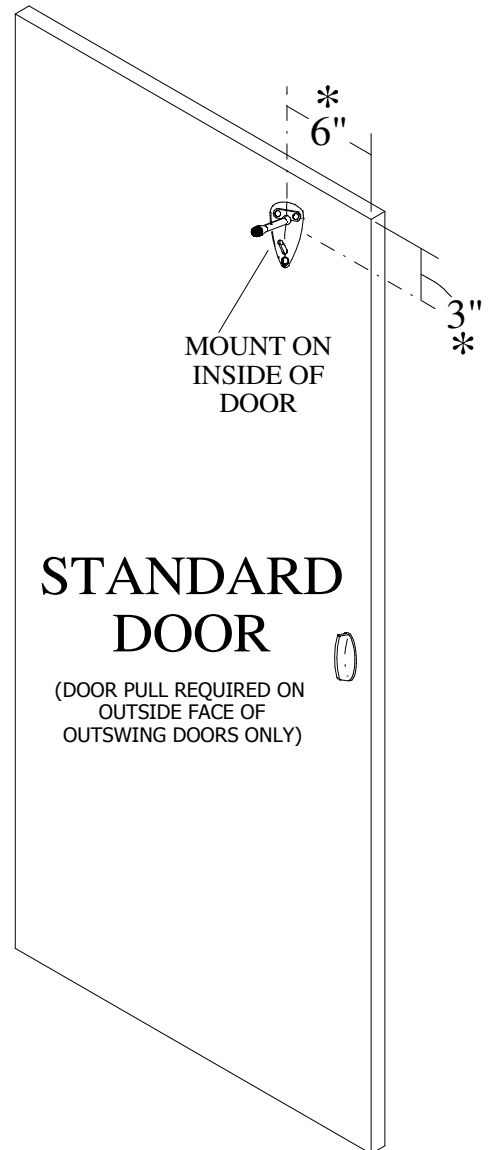 *
6"
3"
*
MOUNT ON
INSIDE OF
DOOR
STANDARD
DOOR
(DOOR PULL REQUIRED ON
OUTSIDE FACE OF
OUTSWING DOORS ONLY)